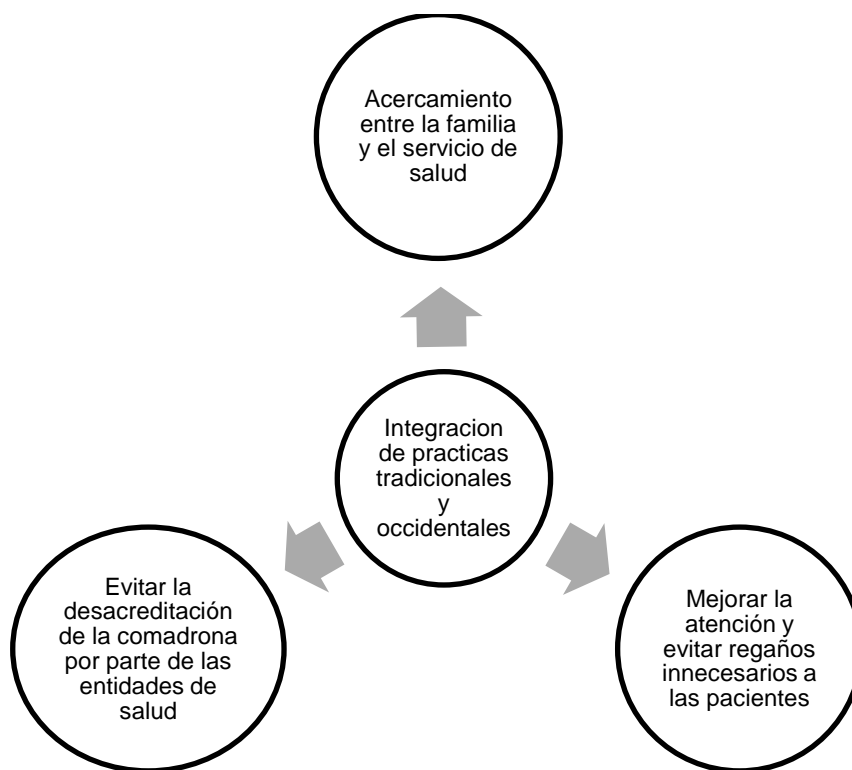 Acercamiento
entre la familia
y el servicio de
salud
Integracion
de practicas
tradicionales
y
occidentales
Evitar la
desacreditación
de la comadrona
por parte de las
entidades de
salud
Mejorar la
atención y
evitar regaños
innecesarios a
las pacientes